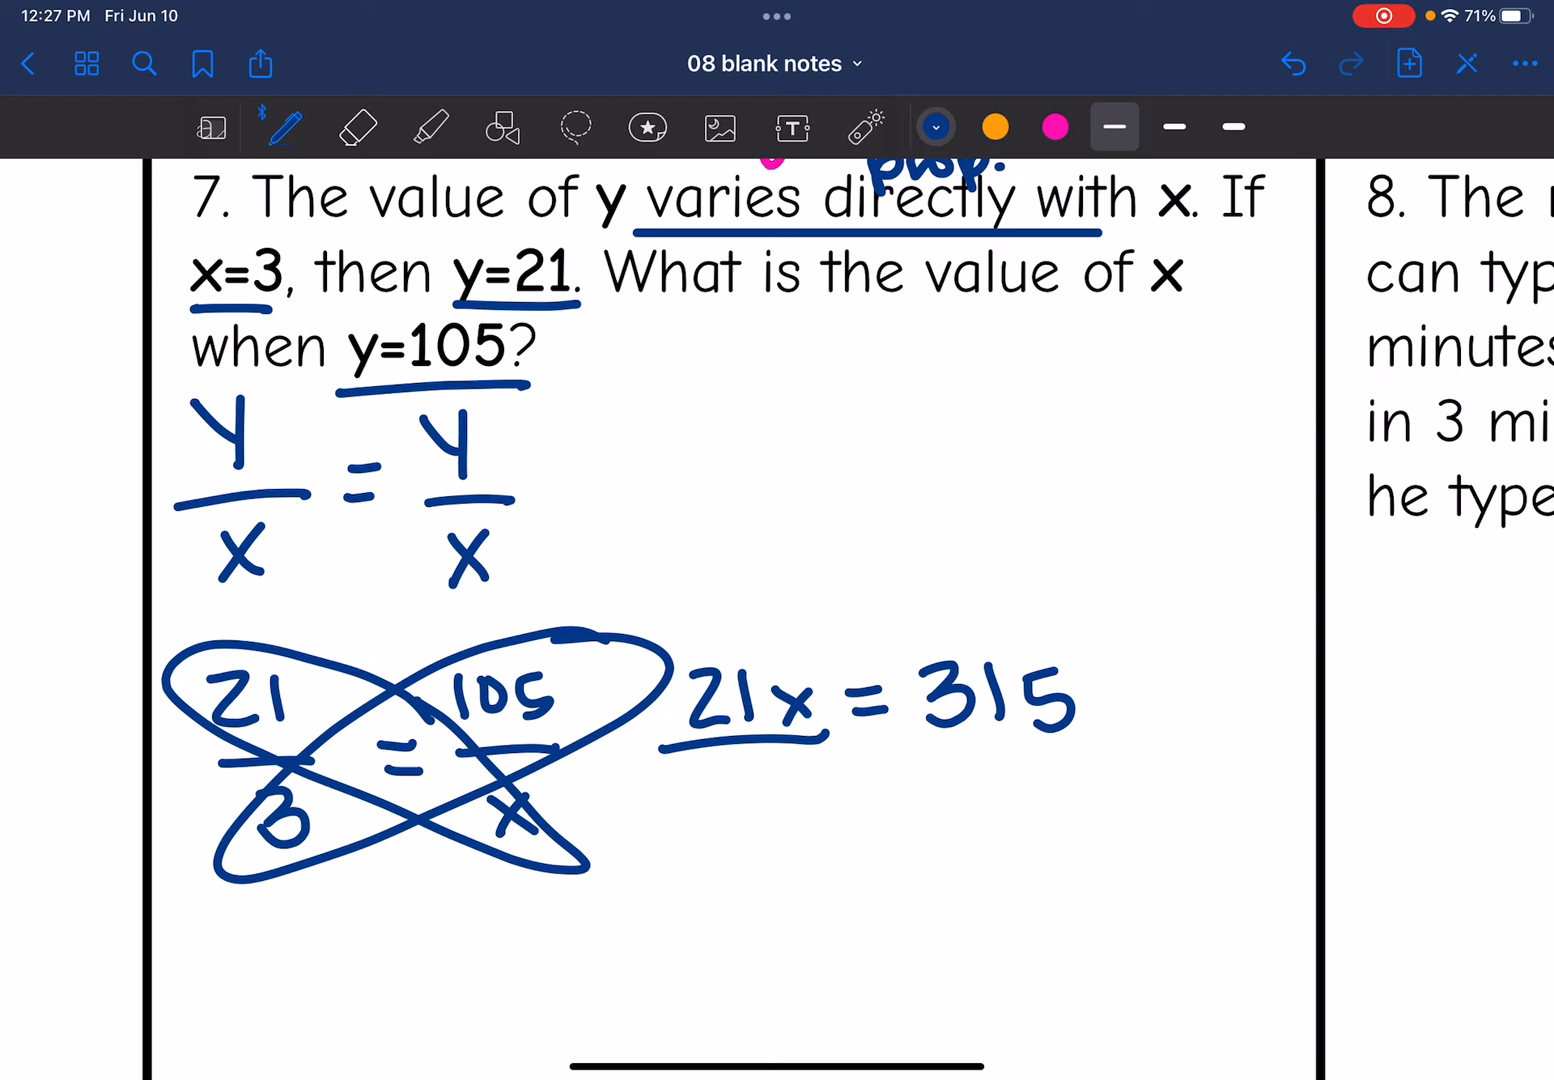 12:27 PM Fri Jun 10
71%
08 blank notes
T
prop.
7. The value of y varies directly with x. If
x=3, then y=21. What is the value of x
when y=105?
y = y
x x
21 = 105
3 x
21x = 315
8. The
can typ
minutes
in 3 mi
he type